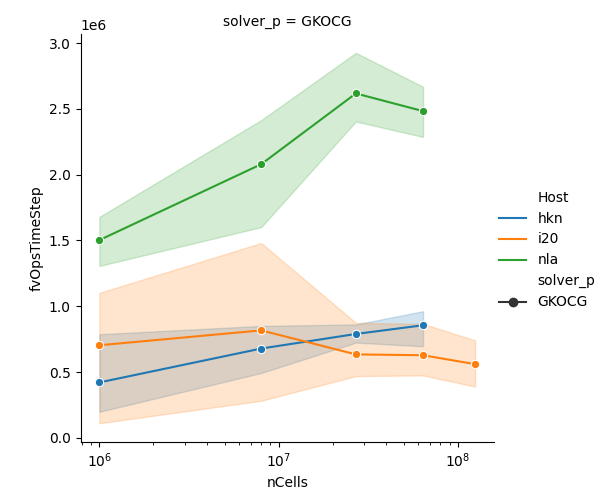 solver_p = GKOCG
1e6
3.0
2.5
2.0
1.5
1.0
0.5
0.0
fvOpsTimeStep
10^6
10^7
10^8
nCells
Host
hkn
i20
nla
solver_p
GKOCG